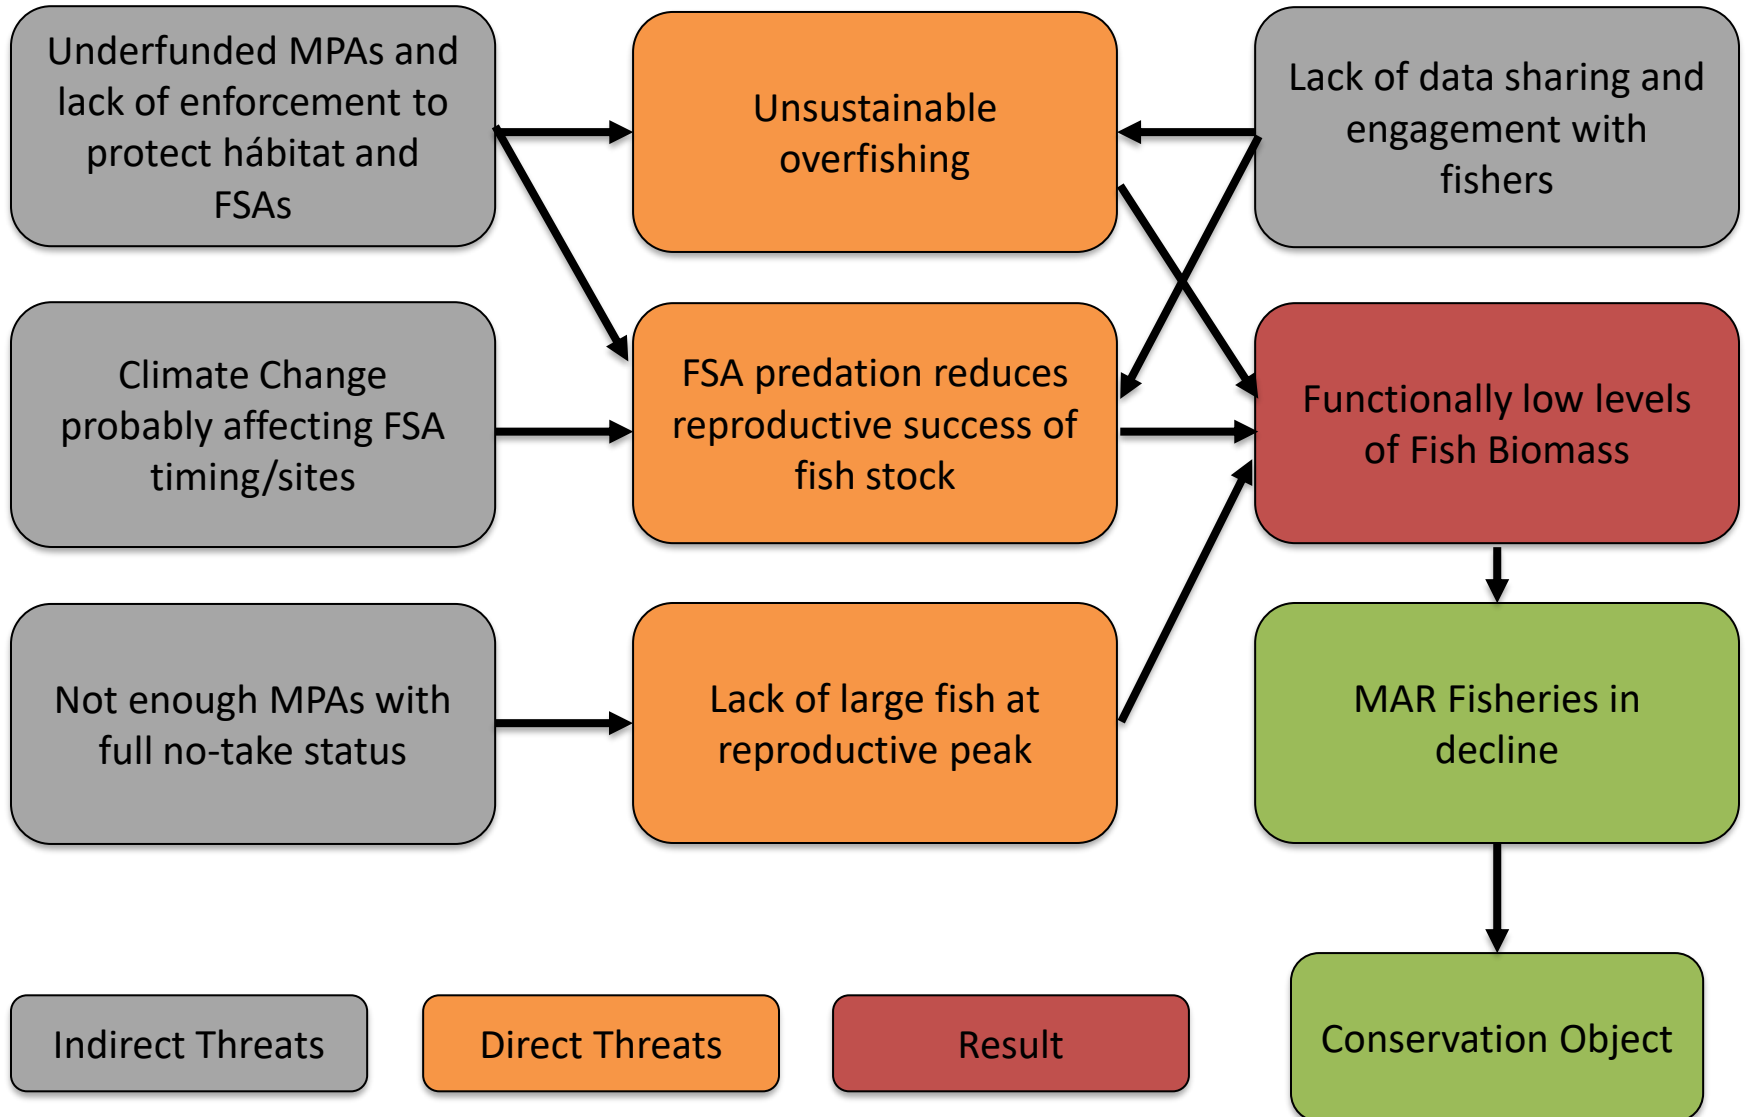 Underfunded MPAs and
lack of enforcement to
protect hábitat and
FSAs
Unsustainable
overfishing
Lack of data sharing and
engagement with
fishers
Climate Change
probably affecting FSA
timing/sites
FSA predation reduces
reproductive success of
fish stock
Functionally low levels
of Fish Biomass
Not enough MPAs with
full no-take status
Lack of large fish at
reproductive peak
MAR Fisheries in
decline
Indirect Threats
Direct Threats
Result
Conservation Object